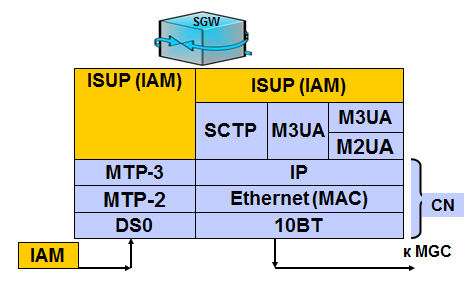 SGW
ISUP (IAM)
ISUP (IAM)
SCTP
M3UA
M3UA
M2UA
MTP-3
IP
MTP-2
Ethernet (MAC)
CN
DS0
10BT
IAM
к MGC